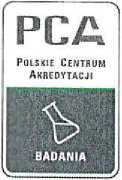 PCA
POLSKIE CENTRUM
AKREDYTACJI
BADANIA